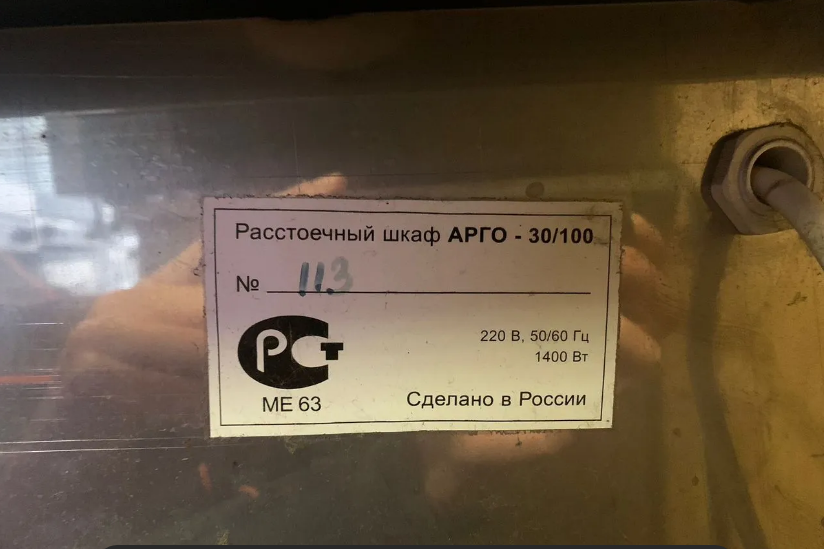 Расстоечный шкаф АРГО - 30/100
№ 113
РСТ
220 В, 50/60 Гц
1400 Вт
МЕ 63
Сделано в России